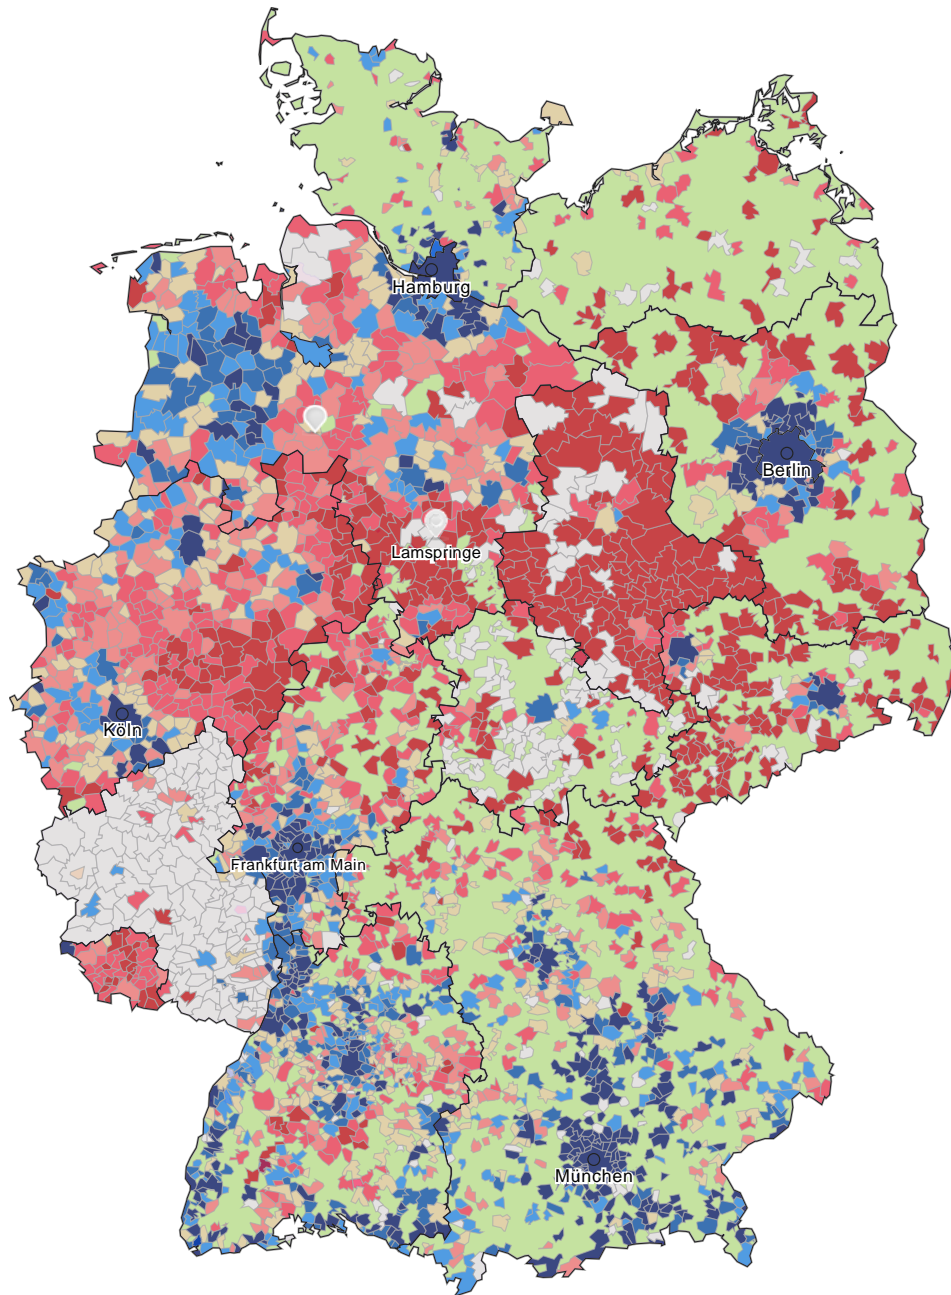 Hamburg
Berlin
Lamspringe
Köln
Frankfurt am Main
München